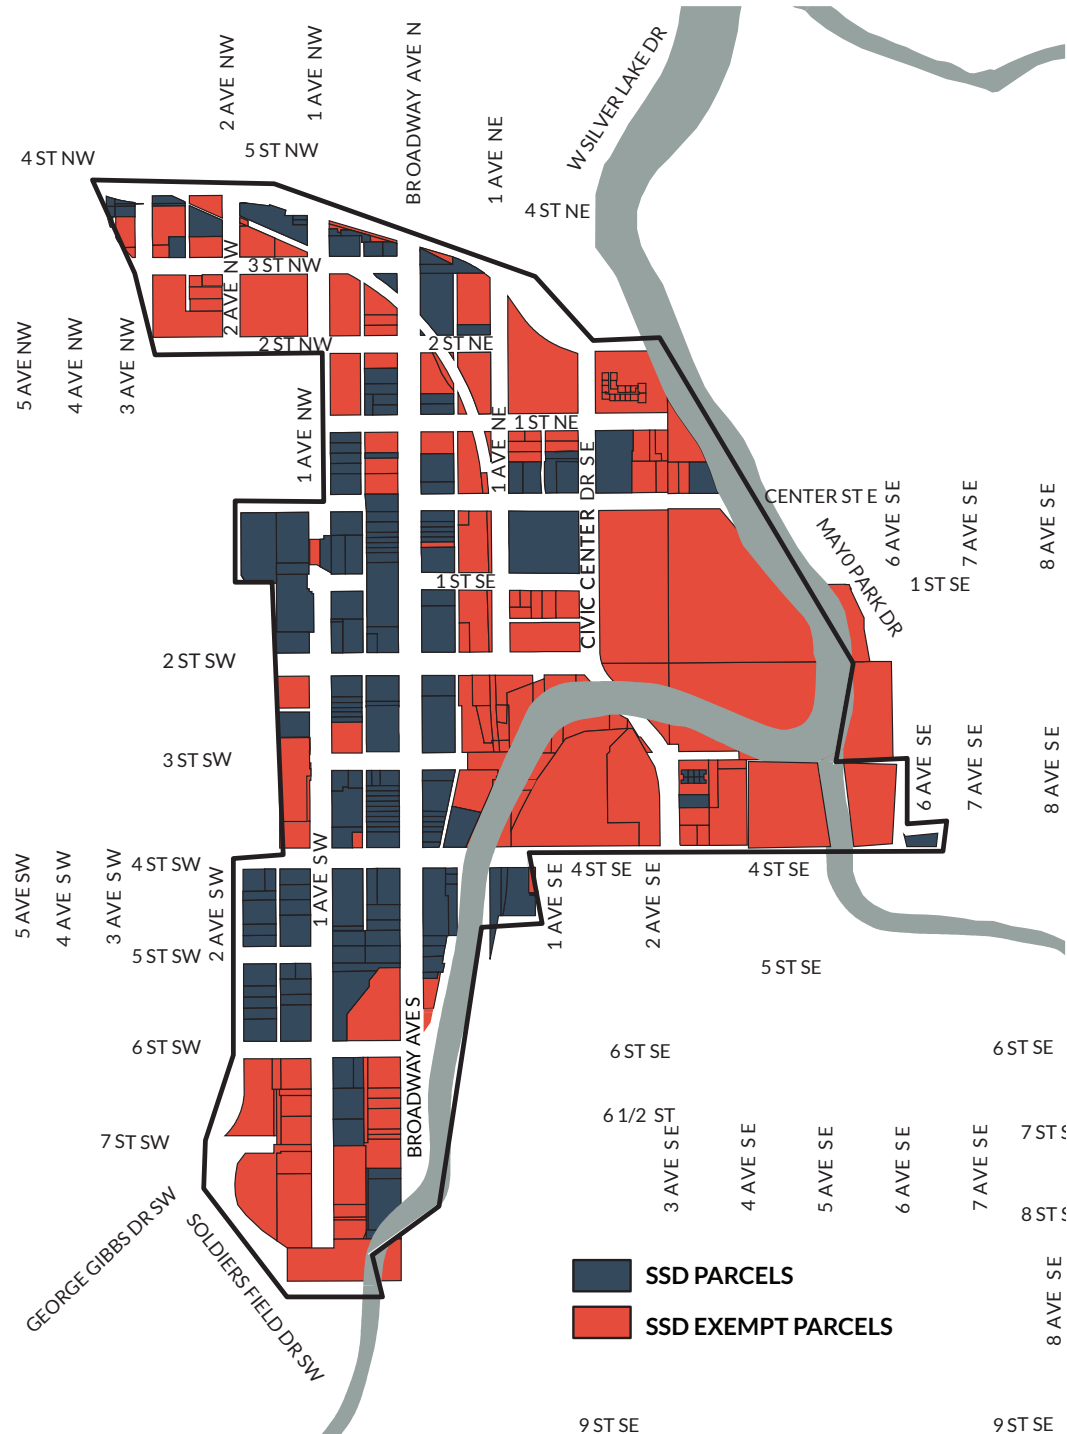 2 AVE NW
1 AVE NW
BROADWAY AVE N
W SILVER LAKE DR
1 AVE NE
5 ST NW
4 ST NW
4 ST NE
3 ST NW
2 AVE NW
2 ST NW
2 ST NE
5 AVE NW
4 AVE NW
3 AVE NW
1 AVE NW
1 AVE NE
1 ST NE
CIVIC CENTER DR SE
CENTER ST E
MAYO PARK DR
6 AVE SE
7 AVE SE
8 AVE SE
1 ST SE
1 ST SE
2 ST SW
3 ST SW
6 AVE SE
7 AVE SE
8 AVE SE
4 ST SW
5 AVE SW
4 AVE SW
3 AVE SW
2 AVE SW
1 AVE SW
1 AVE SE
4 ST SE
2 AVE SE
4 ST SE
5 ST SW
5 ST SE
6 ST SW
BROADWAY AVE S
6 ST SE
6 ST SE
6 1/2 ST
7 ST SW
3 AVE SE
4 AVE SE
5 AVE SE
6 AVE SE
7 AVE SE
7 ST S
8 ST S
GEORGE GIBBS DR SW
SOLDIERS FIELD DR SW
SSD PARCELS
SSD EXEMPT PARCELS
8 AVE SE
9 ST SE
9 ST SE